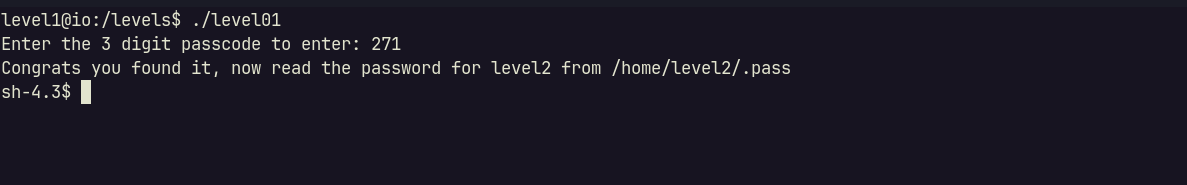 level1@io:/levels$ ./level01
Enter the 3 digit passcode to enter: 271
Congrats you found it, now read the password for level2 from /home/level2/.pass
sh-4.3$